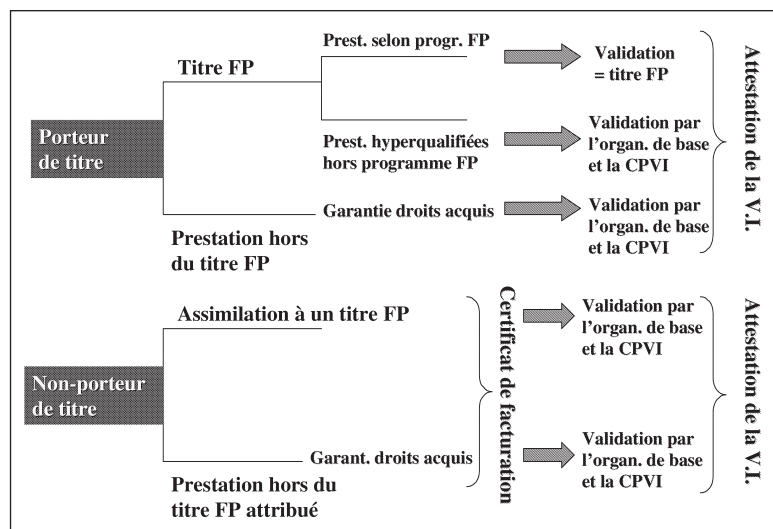 Prest. selon progr. FP
Titre FP
Validation
= titre FP
Porteur
de titre
Prest. hyperqualifiées
hors programme FP
Validation par
l'organ. de base
et la CPVI
Garantie droits acquis
Validation par
l'organ. de base
et la CPVI
Prestation hors
du titre FP
Attestation de la V.I.
Assimilation à un titre FP
Validation par
l'organ. de base
et la CPVI
Non-porteur
de titre
Certificat de facturation
Garant. droits acquis
Validation par
l'organ. de base
et la CPVI
Prestation hors du
titre FP attribué
Attestation de la V.I.